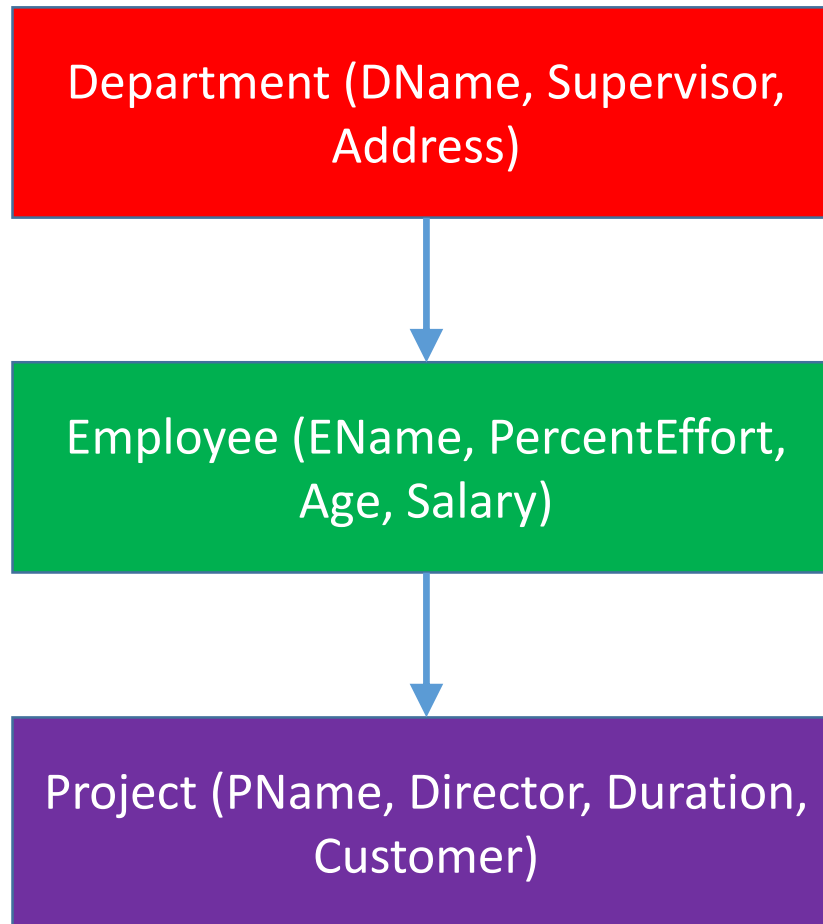 Department (DName, Supervisor,
Address)
Employee (EName, PercentEffort,
Age, Salary)
Project (PName, Director, Duration,
Customer)